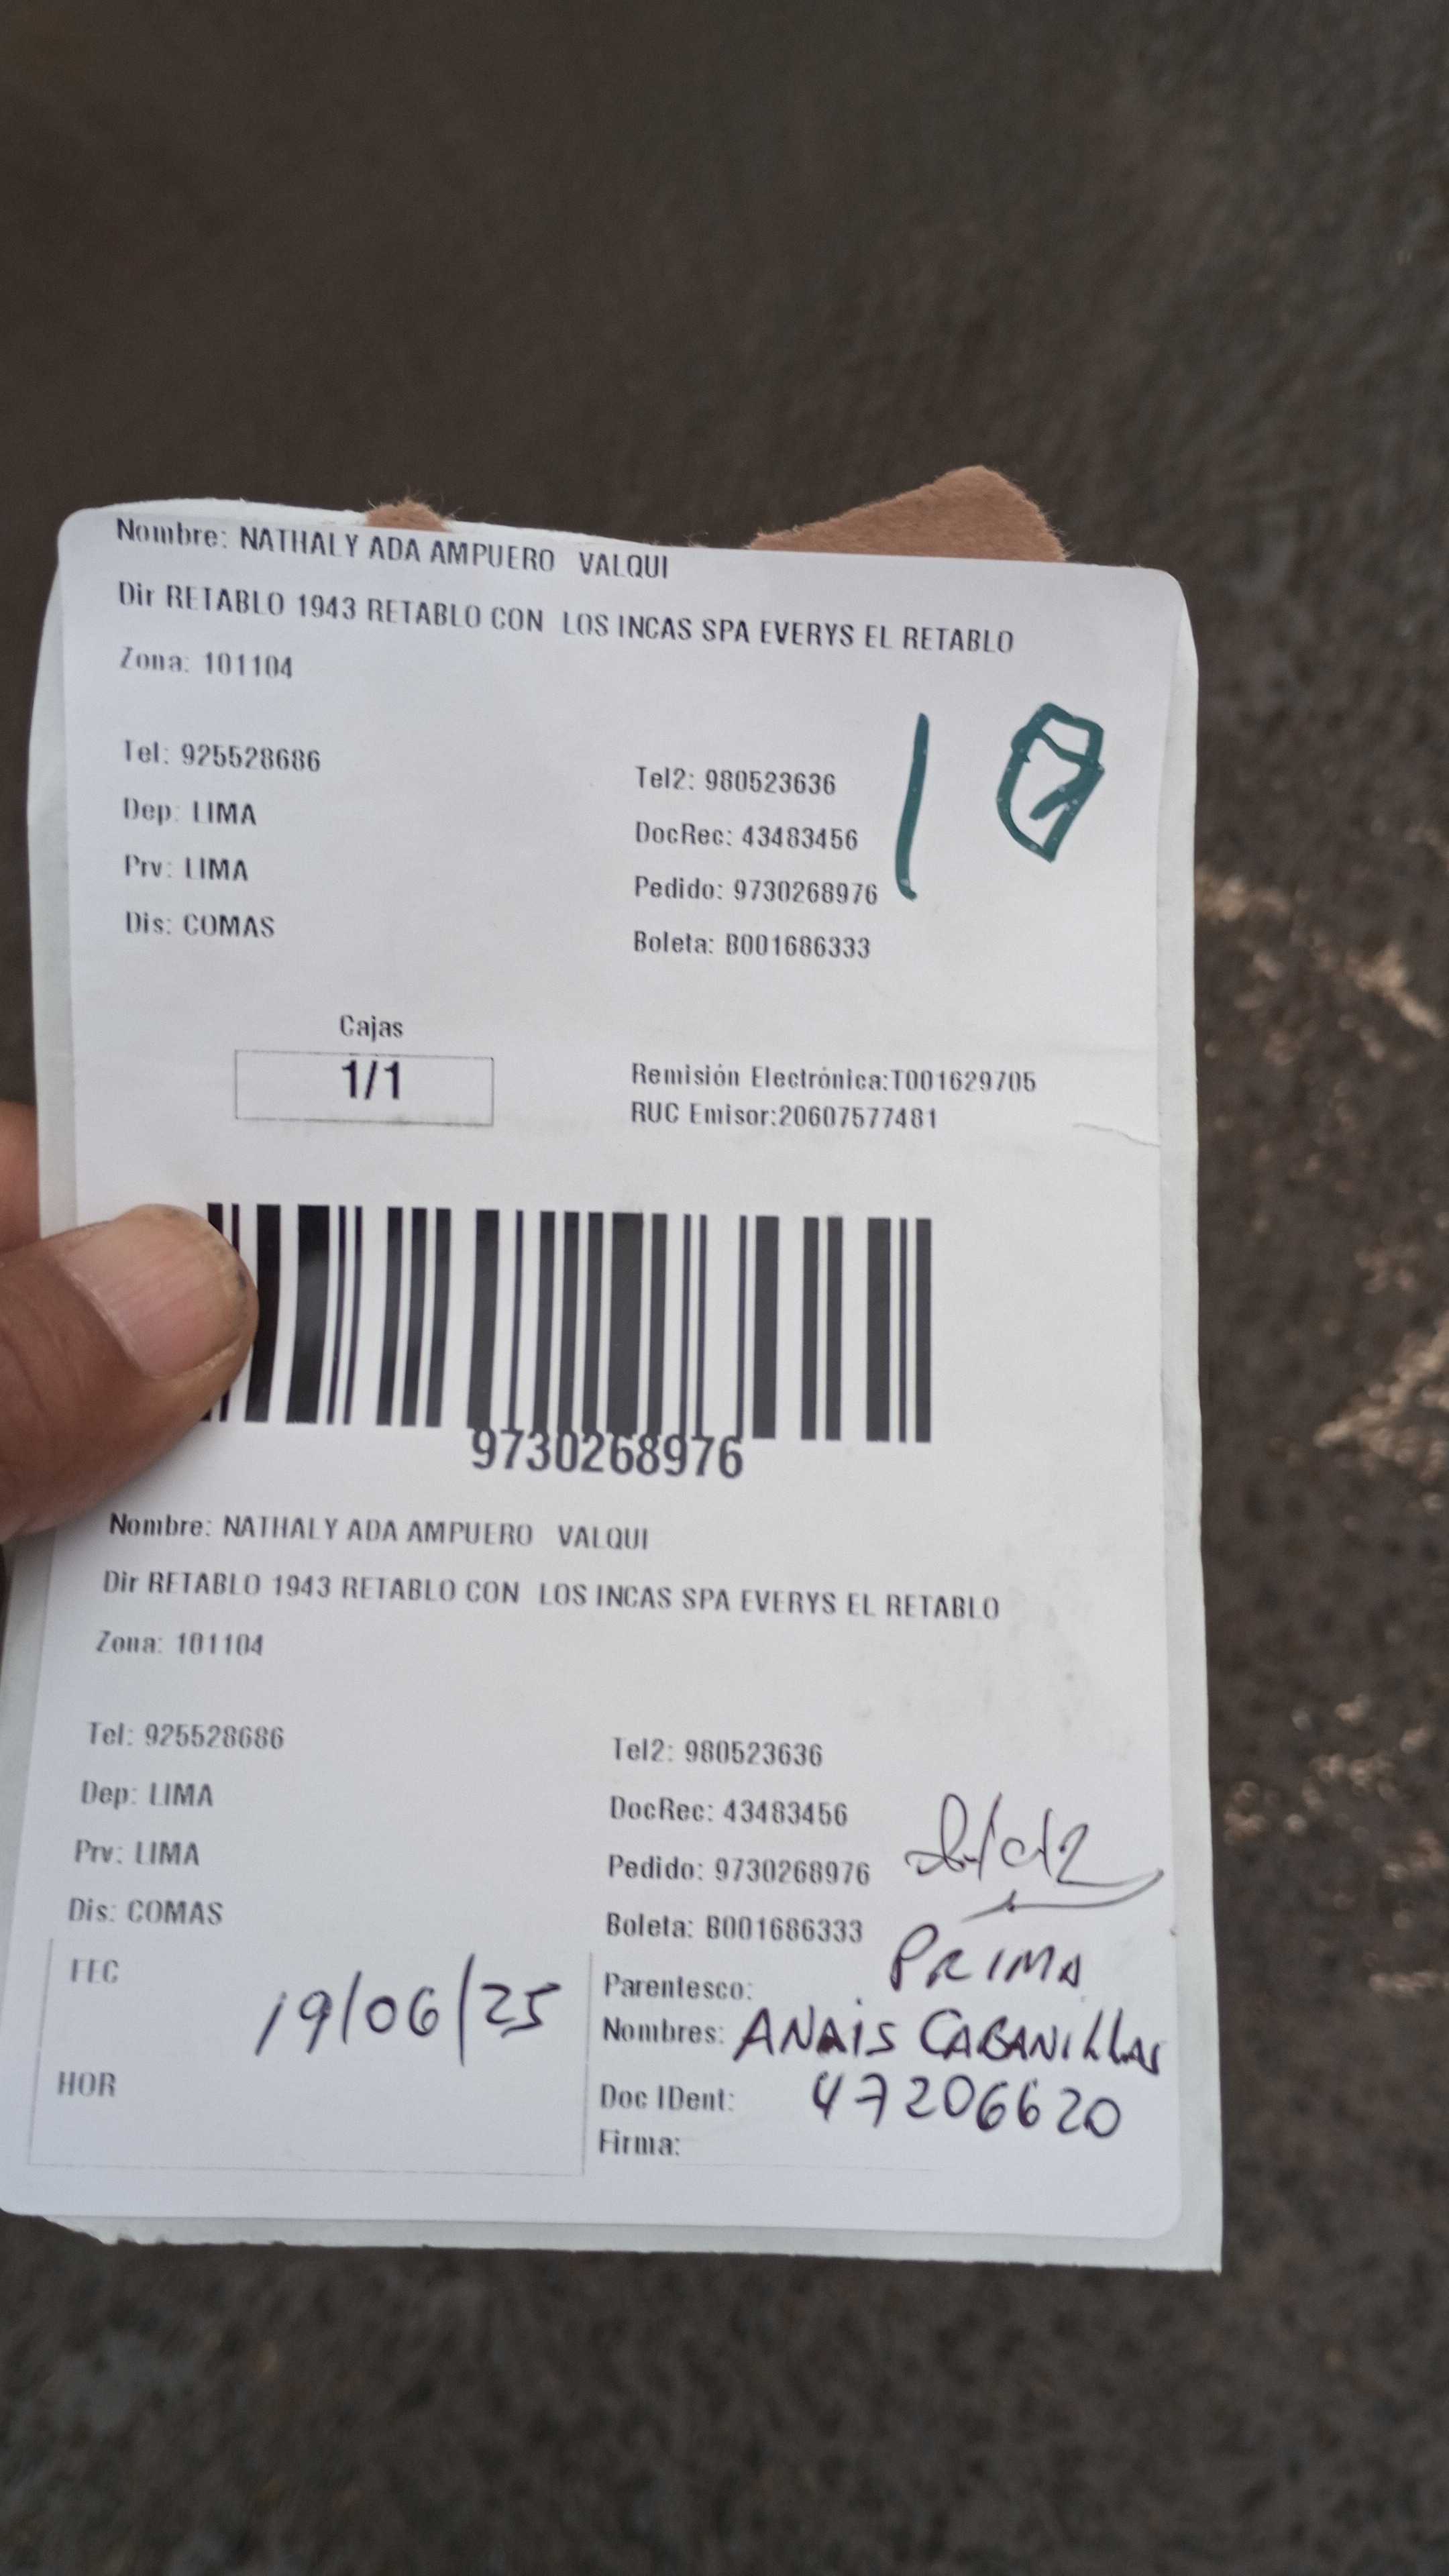 Nombre: NATHALY ADA AMPUERO VALQUI
Dir RETABLO 1943 RETABLO CON LOS INCAS SPA EVERYS EL RETABLO
Zona: 101104
Tel: 925528686
Tel2: 980523636
Dep: LIMA
DocRec: 43483456
Prv: LIMA
Pedido: 9730268976
Dis: COMAS
Boleta: B001686333
Cajas
1/1
Remisión Electrónica:T001629705
RUC Emisor:20607577481
9730268976
Nombre: NATHALY ADA AMPUERO VALQUI
Dir RETABLO 1943 RETABLO CON LOS INCAS SPA EVERYS EL RETABLO
Zona: 101104
Tel: 925528686
Tel2: 980523636
Dep: LIMA
DocRec: 43483456
Prv: LIMA
Pedido: 9730268976
Dis: COMAS
Boleta: B001686333
FEC 19/06/25
Parentesco: PRIMA
Nombres: ANAIS CABANILLAS
HOR
Doc IDent: 47206620
Firma: